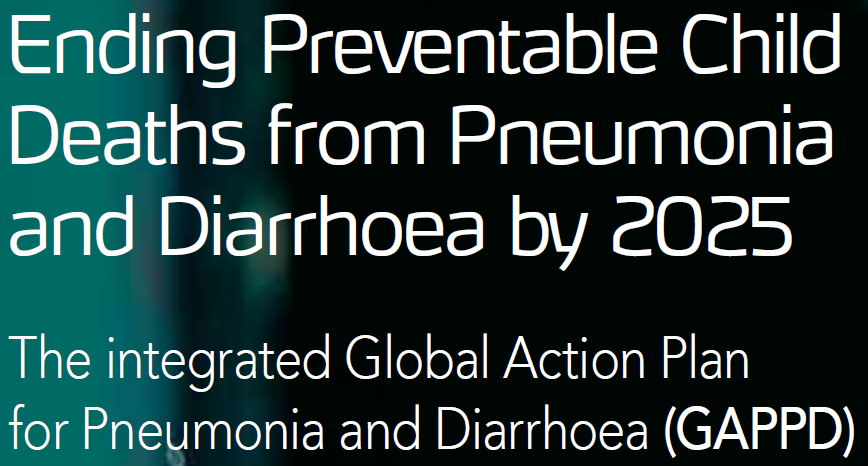 Ending Preventable Child
Deaths from Pneumonia
and Diarrhoea by 2025
The integrated Global Action Plan
for Pneumonia and Diarrhoea (GAPPD)